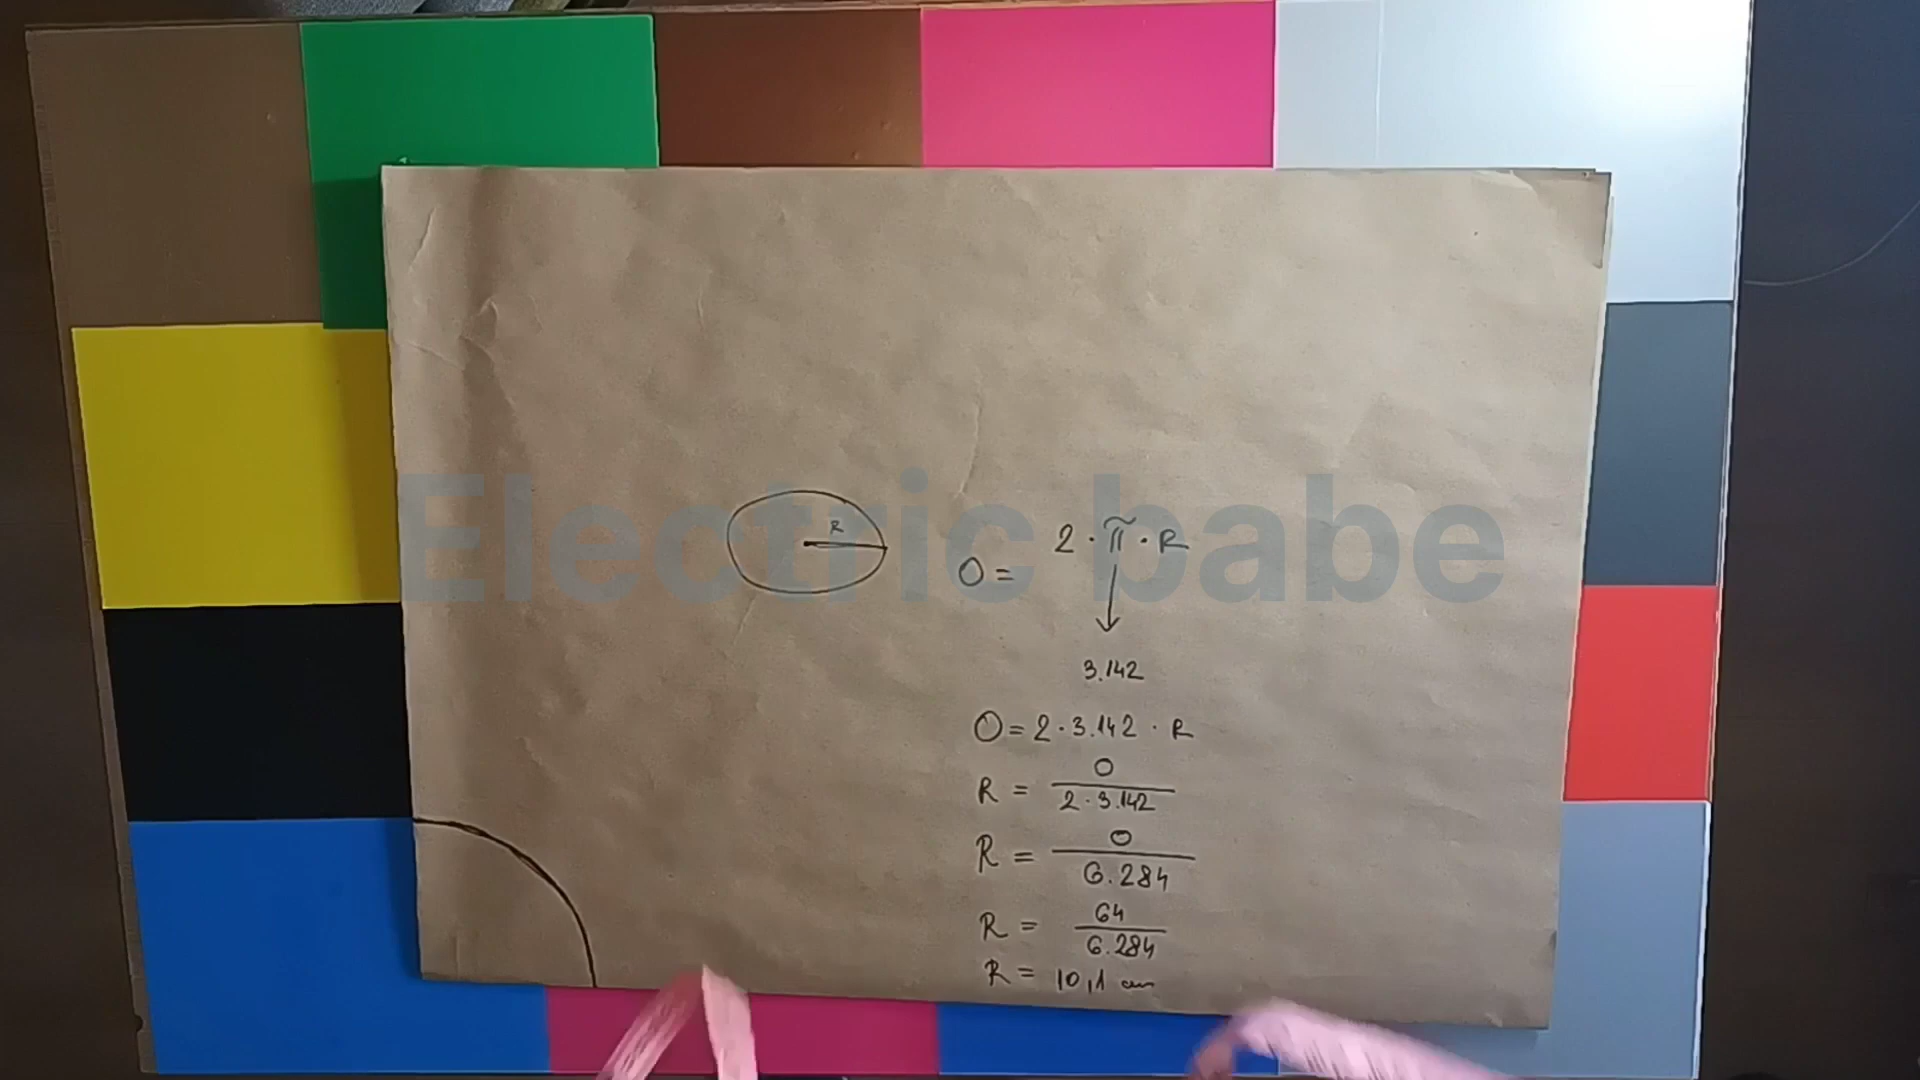 Electric babe
R
O = 2 · π · R
3.142
O = 2 · 3.142 · R
R = O / 2 · 3.142
R = O / 6.284
R = 64 / 6.284
R = 10,1 cm